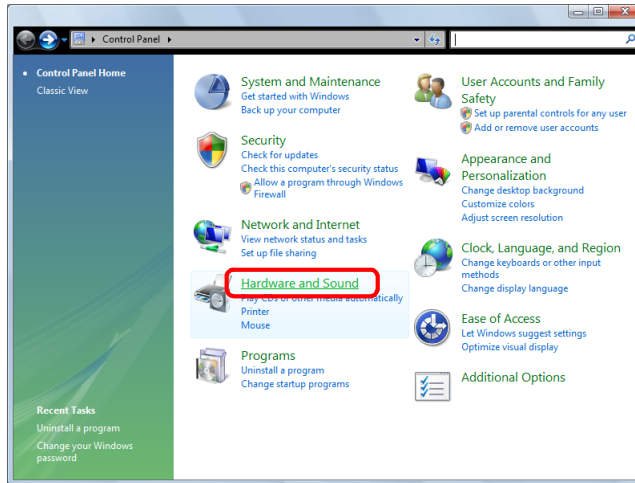 Control Panel
Control Panel Home
Classic View
System and Maintenance
Get started with Windows
Back up your computer
Security
Check for updates
Check this computer's security status
Allow a program through Windows
Firewall
Network and Internet
View network status and tasks
Set up file sharing
Hardware and Sound
Play CDs or other media automatically
Printer
Mouse
Programs
Uninstall a program
Change startup programs
User Accounts and Family
Safety
Set up parental controls for any user
Add or remove user accounts
Appearance and
Personalization
Change desktop background
Customize colors
Adjust screen resolution
Clock, Language, and Region
Change keyboards or other input
methods
Change display language
Ease of Access
Let Windows suggest settings
Optimize visual display
Additional Options
Recent Tasks
Uninstall a program
Change your Windows
password